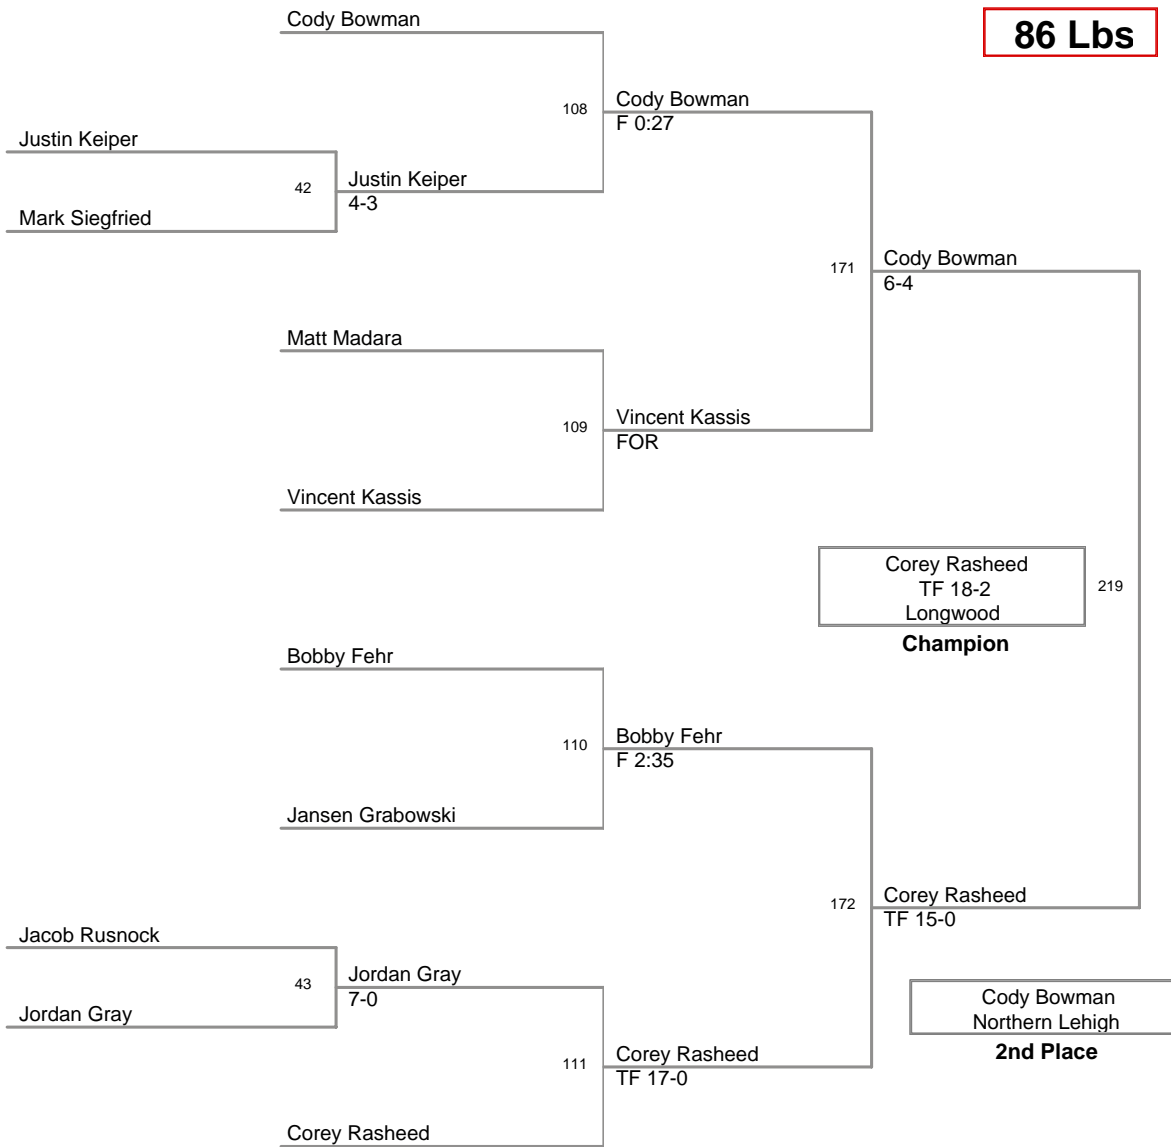 Cody Bowman
86 Lbs
108
Cody Bowman
F 0:27
Justin Keiper
42
Justin Keiper
4-3
Mark Siegfried
171
Cody Bowman
6-4
Matt Madara
109
Vincent Kassis
FOR
Vincent Kassis
Corey Rasheed
TF 18-2
Longwood
219
Champion
Bobby Fehr
110
Bobby Fehr
F 2:35
Jansen Grabowski
172
Corey Rasheed
TF 15-0
Jacob Rusnock
43
Jordan Gray
7-0
Jordan Gray
Cody Bowman
Northern Lehigh
2nd Place
111
Corey Rasheed
TF 17-0
Corey Rasheed